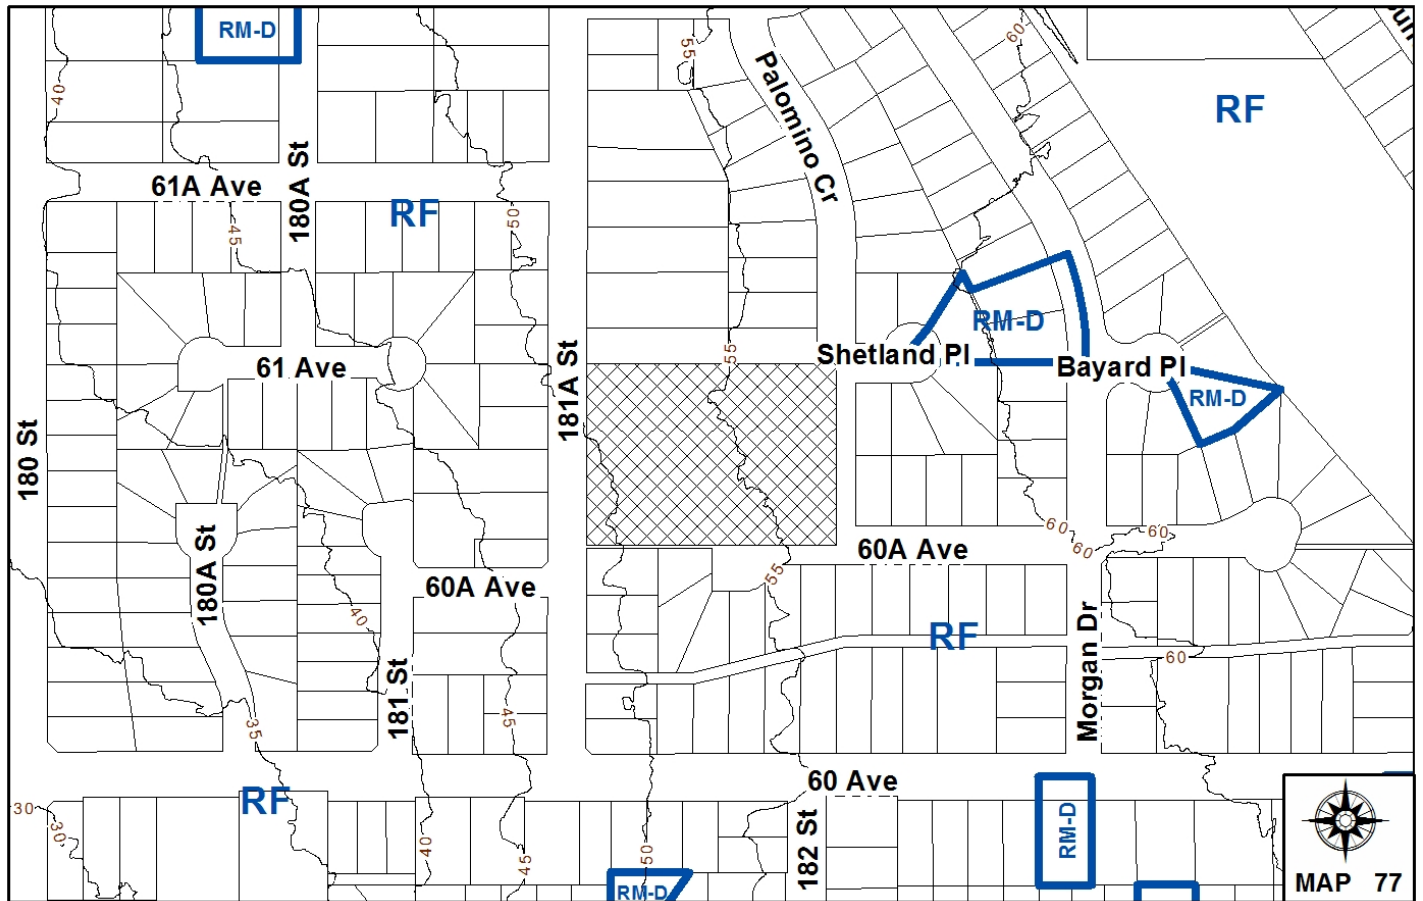 RM-D
60
55
Palomino Cr
40
RF
180A St
61A Ave
RF
50
45
RM-D
55
Shetland Pl
61 Ave
Bayard Pl
181A St
RM-D
180 St
60
60
60
60A Ave
180A St
60A Ave
55
40
RF
Morgan Dr
60
181 St
45
35
60 Ave
RF
30
30
RM-D
182 St
40
45
50
RM-D
MAP 77